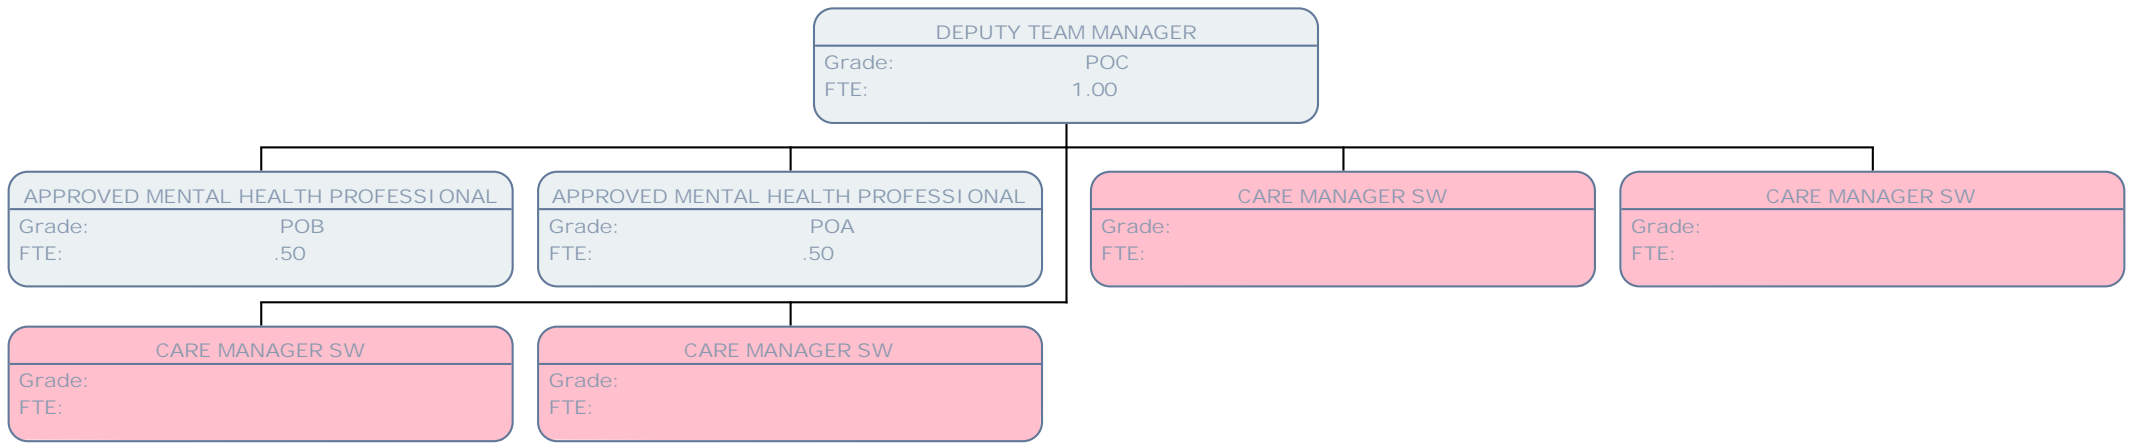 DEPUTY TEAM MANAGER
Grade: POC
FTE: 1.00
APPROVED MENTAL HEALTH PROFESSIONAL
Grade: POB
FTE: .50
APPROVED MENTAL HEALTH PROFESSIONAL
Grade: POA
FTE: .50
CARE MANAGER SW
Grade:
FTE:
CARE MANAGER SW
Grade:
FTE:
CARE MANAGER SW
Grade:
FTE:
CARE MANAGER SW
Grade:
FTE: